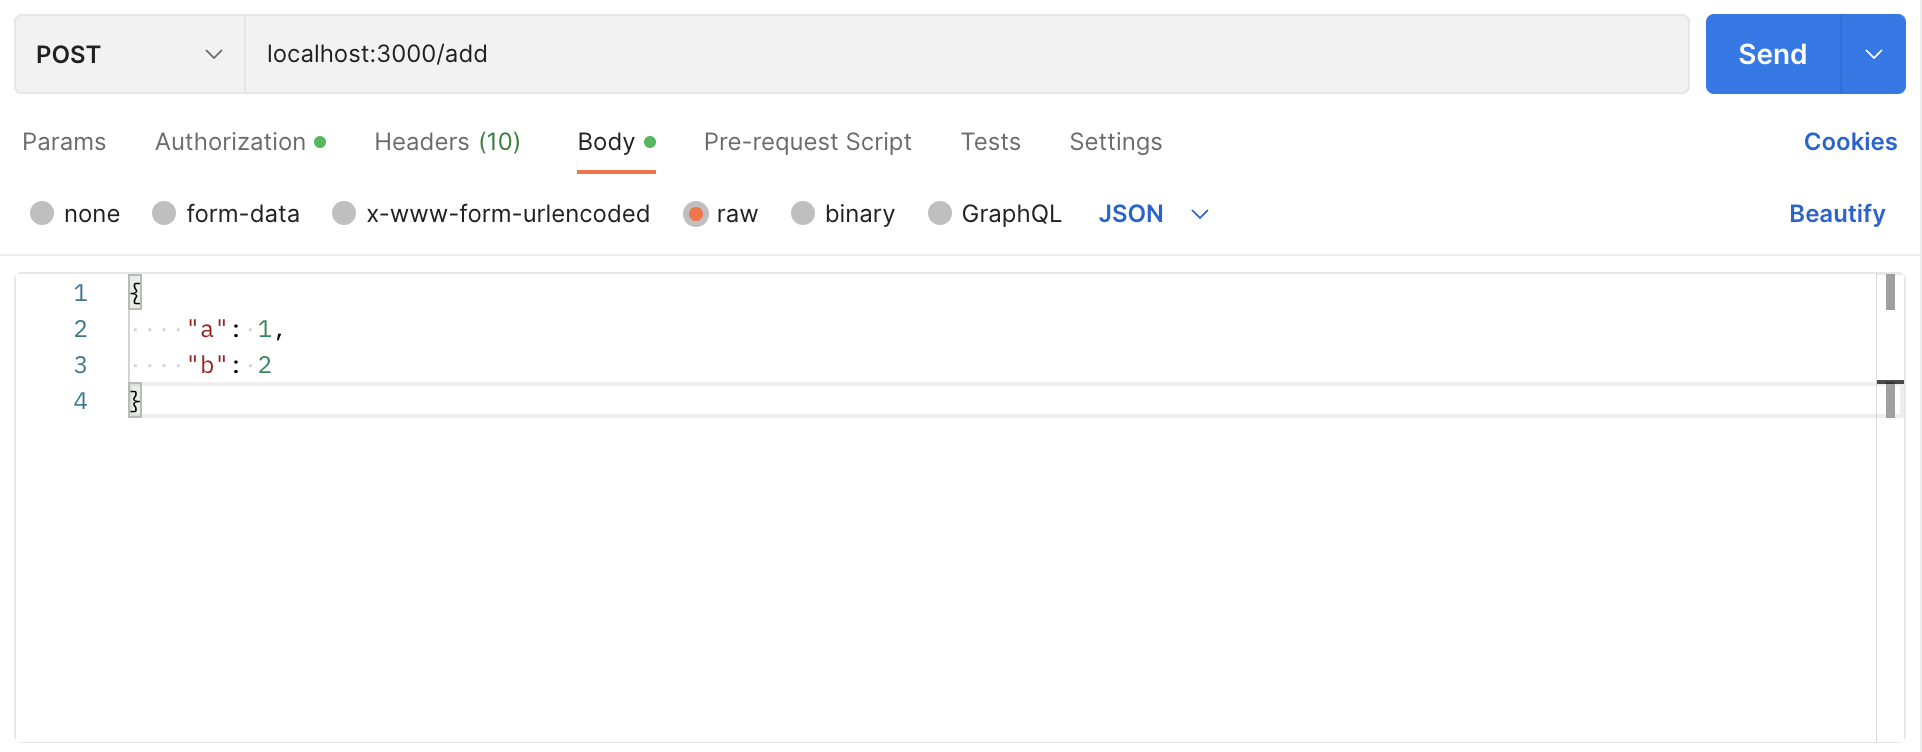 POST localhost:3000/add Send
Params Authorization Headers (10) Body Pre-request Script Tests Settings Cookies
none form-data x-www-form-urlencoded raw binary GraphQL JSON Beautify
1 {
2 ····"a":·1,
3 ····"b":·2
4 }